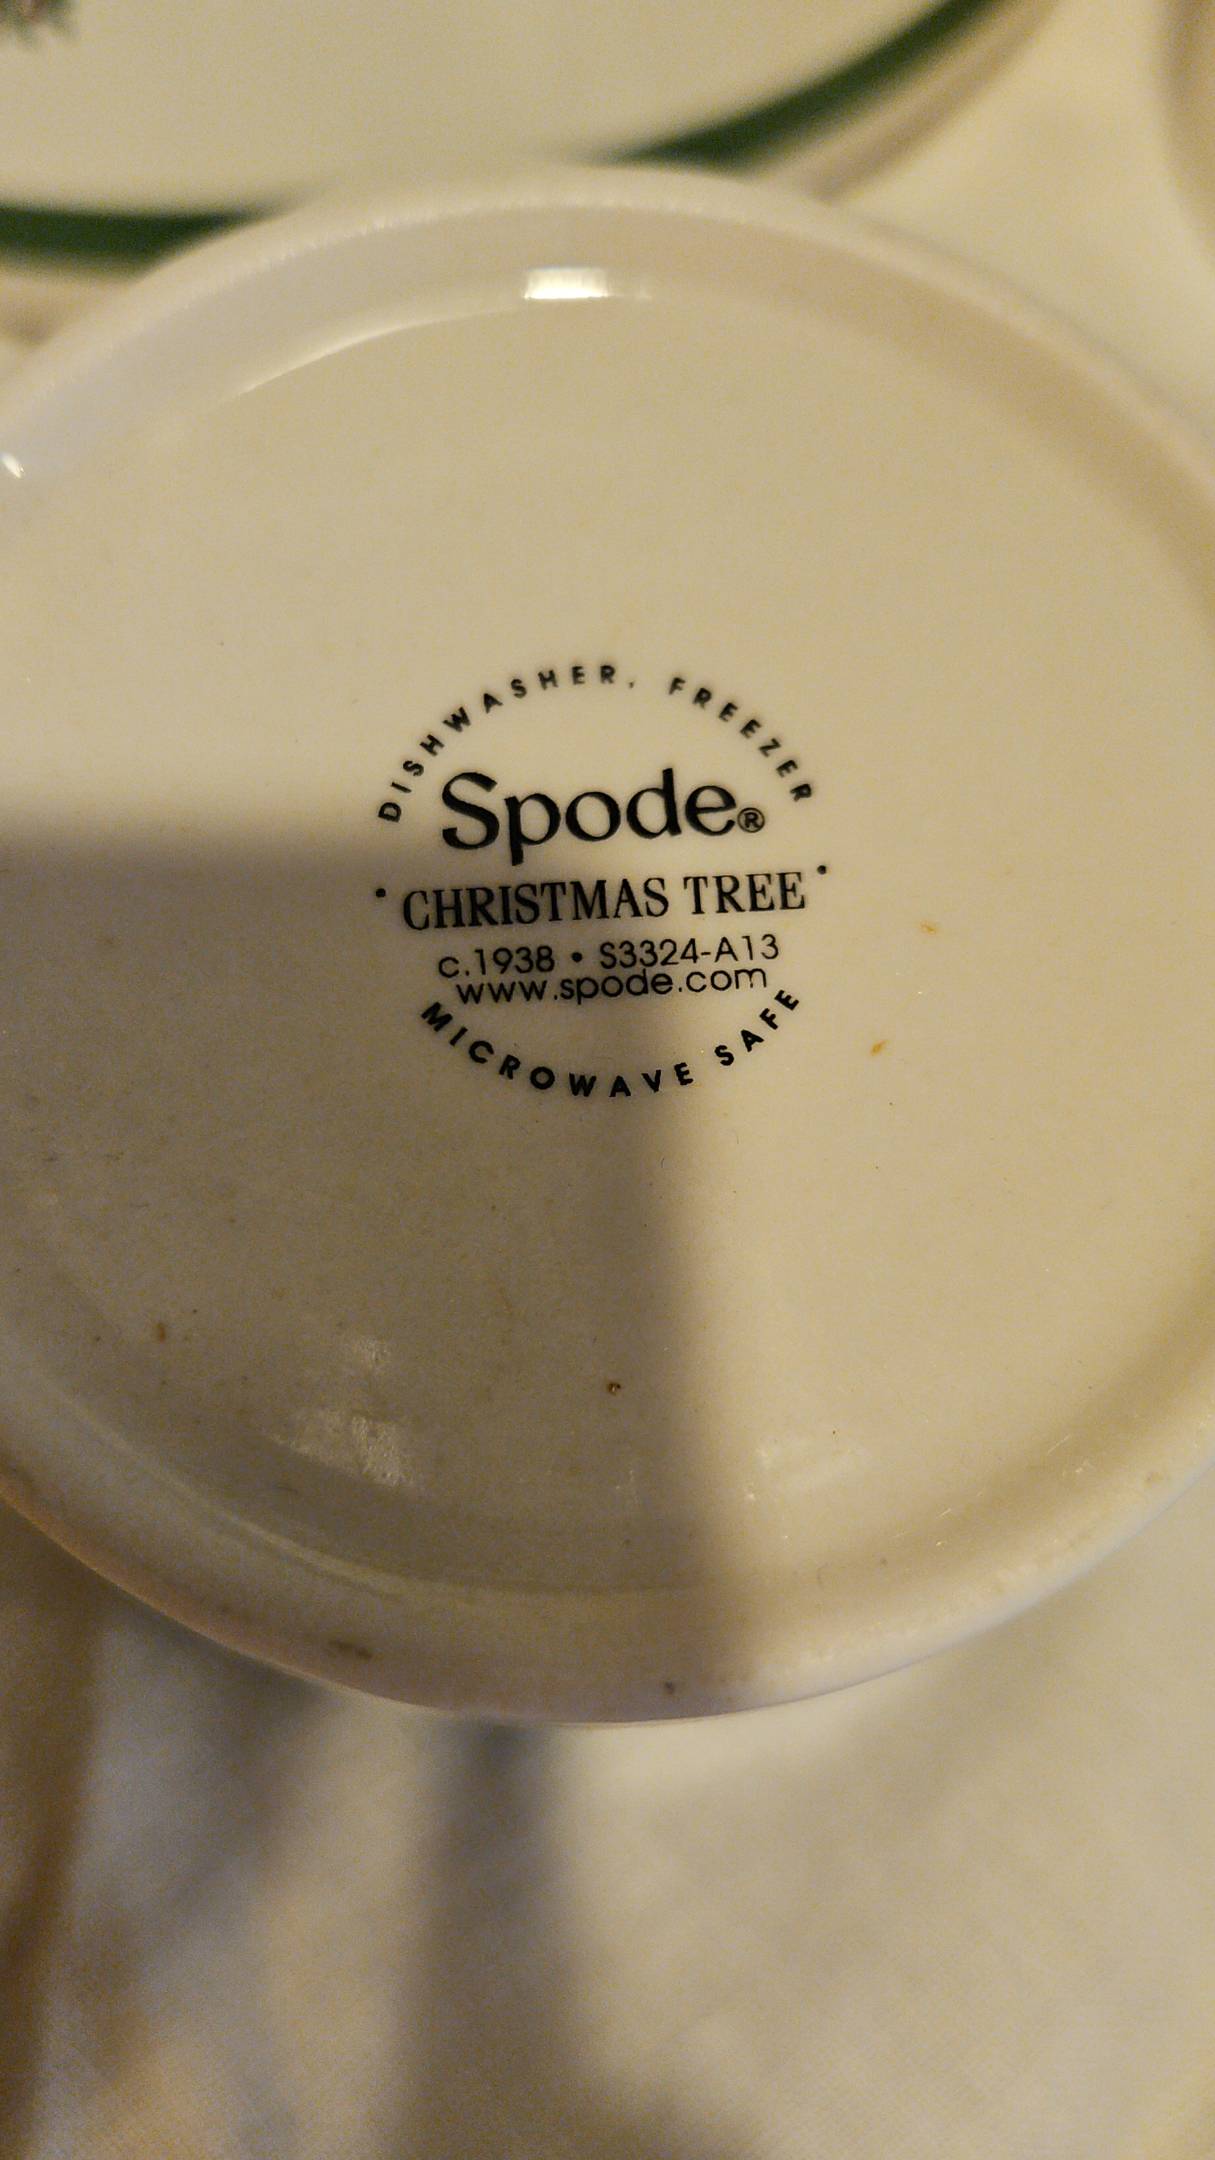 DISHWASHER, FREEZER
Spode®
• CHRISTMAS TREE •
c.1938 • S3324-A13
www.spode.com
MICROWAVE SAFE